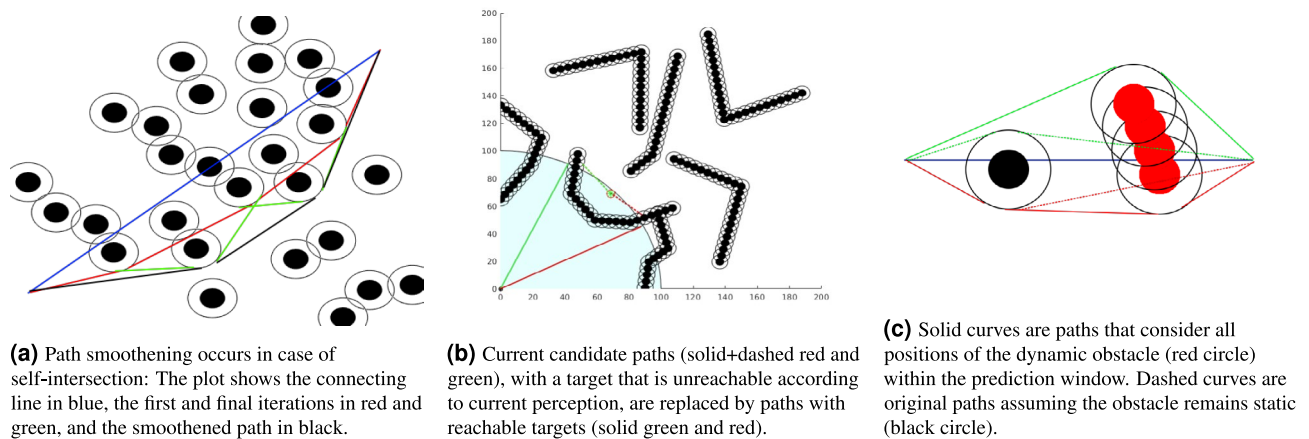 200
180
160
140
120
100
80
60
40
20
0
0 20 40 60 80 100 120 140 160 180 200
(a) Path smoothening occurs in case of
self-intersection: The plot shows the connecting
line in blue, the first and final iterations in red and
green, and the smoothened path in black.
(b) Current candidate paths (solid+dashed red and
green), with a target that is unreachable according
to current perception, are replaced by paths with
reachable targets (solid green and red).
(c) Solid curves are paths that consider all
positions of the dynamic obstacle (red circle)
within the prediction window. Dashed curves are
original paths assuming the obstacle remains static
(black circle).